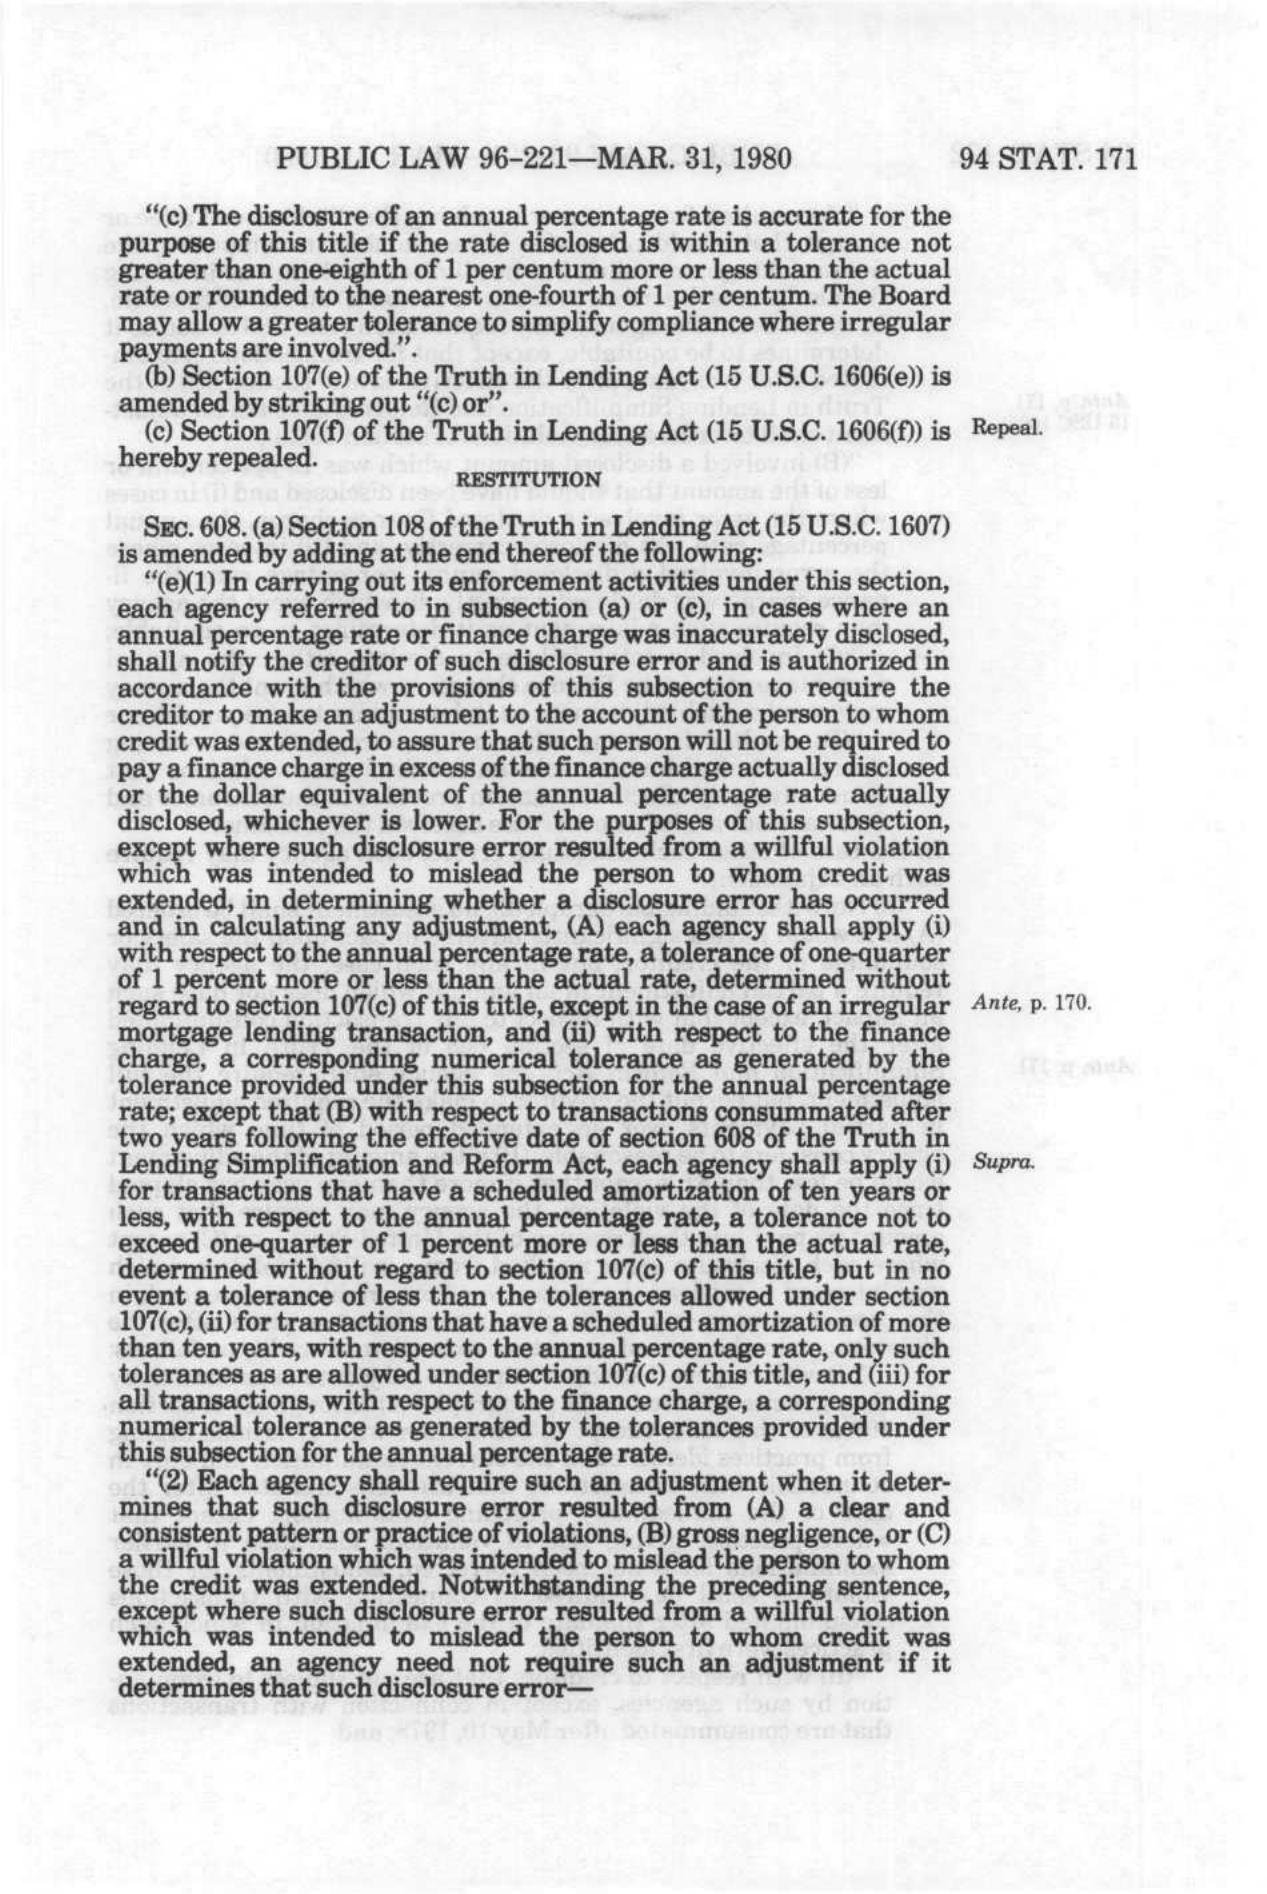 PUBLIC LAW 96–221—MAR. 31, 1980
94 STAT. 171
“(c) The disclosure of an annual percentage rate is accurate for the
purpose of this title if the rate disclosed is within a tolerance not
greater than one-eighth of 1 per centum more or less than the actual
rate or rounded to the nearest one-fourth of 1 per centum. The Board
may allow a greater tolerance to simplify compliance where irregular
payments are involved.”.
(b) Section 107(e) of the Truth in Lending Act (15 U.S.C. 1606(e)) is
amended by striking out “(c) or”.
(c) Section 107(f) of the Truth in Lending Act (15 U.S.C. 1606(f)) is
Repeal.
hereby repealed.
RESTITUTION
SEC. 608. (a) Section 108 of the Truth in Lending Act (15 U.S.C. 1607)
is amended by adding at the end thereof the following:
“(e)(1) In carrying out its enforcement activities under this section,
each agency referred to in subsection (a) or (c), in cases where an
annual percentage rate or finance charge was inaccurately disclosed,
shall notify the creditor of such disclosure error and is authorized in
accordance with the provisions of this subsection to require the
creditor to make an adjustment to the account of the person to whom
credit was extended, to assure that such person will not be required to
pay a finance charge in excess of the finance charge actually disclosed
or the dollar equivalent of the annual percentage rate actually
disclosed, whichever is lower. For the purposes of this subsection,
except where such disclosure error resulted from a willful violation
which was intended to mislead the person to whom credit was
extended, in determining whether a disclosure error has occurred
and in calculating any adjustment, (A) each agency shall apply (i)
with respect to the annual percentage rate, a tolerance of one-quarter
of 1 percent more or less than the actual rate, determined without
regard to section 107(c) of this title, except in the case of an irregular
Ante, p. 170.
mortgage lending transaction, and (ii) with respect to the finance
charge, a corresponding numerical tolerance as generated by the
tolerance provided under this subsection for the annual percentage
rate; except that (B) with respect to transactions consummated after
two years following the effective date of section 608 of the Truth in
Lending Simplification and Reform Act, each agency shall apply (i)
Supra.
for transactions that have a scheduled amortization of ten years or
less, with respect to the annual percentage rate, a tolerance not to
exceed one-quarter of 1 percent more or less than the actual rate,
determined without regard to section 107(c) of this title, but in no
event a tolerance of less than the tolerances allowed under section
107(c), (ii) for transactions that have a scheduled amortization of more
than ten years, with respect to the annual percentage rate, only such
tolerances as are allowed under section 107(c) of this title, and (iii) for
all transactions, with respect to the finance charge, a corresponding
numerical tolerance as generated by the tolerances provided under
this subsection for the annual percentage rate.
“(2) Each agency shall require such an adjustment when it deter-
mines that such disclosure error resulted from (A) a clear and
consistent pattern or practice of violations, (B) gross negligence, or (C)
a willful violation which was intended to mislead the person to whom
the credit was extended. Notwithstanding the preceding sentence,
except where such disclosure error resulted from a willful violation
which was intended to mislead the person to whom credit was
extended, an agency need not require such an adjustment if it
determines that such disclosure error—